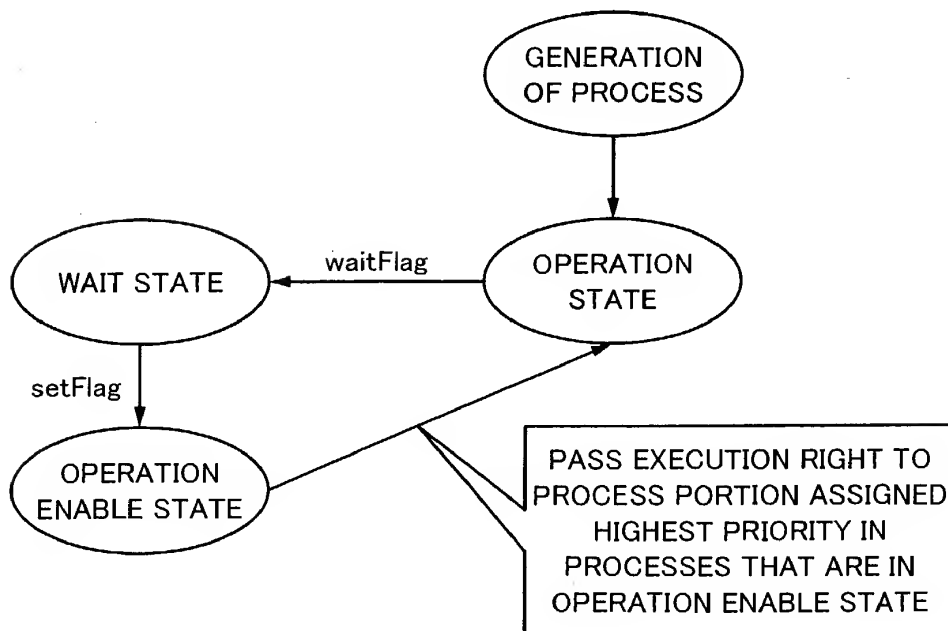 GENERATION
OF PROCESS
WAIT STATE
waitFlag
OPERATION
STATE
setFlag
OPERATION
ENABLE STATE
PASS EXECUTION RIGHT TO
PROCESS PORTION ASSIGNED
HIGHEST PRIORITY IN
PROCESSES THAT ARE IN
OPERATION ENABLE STATE